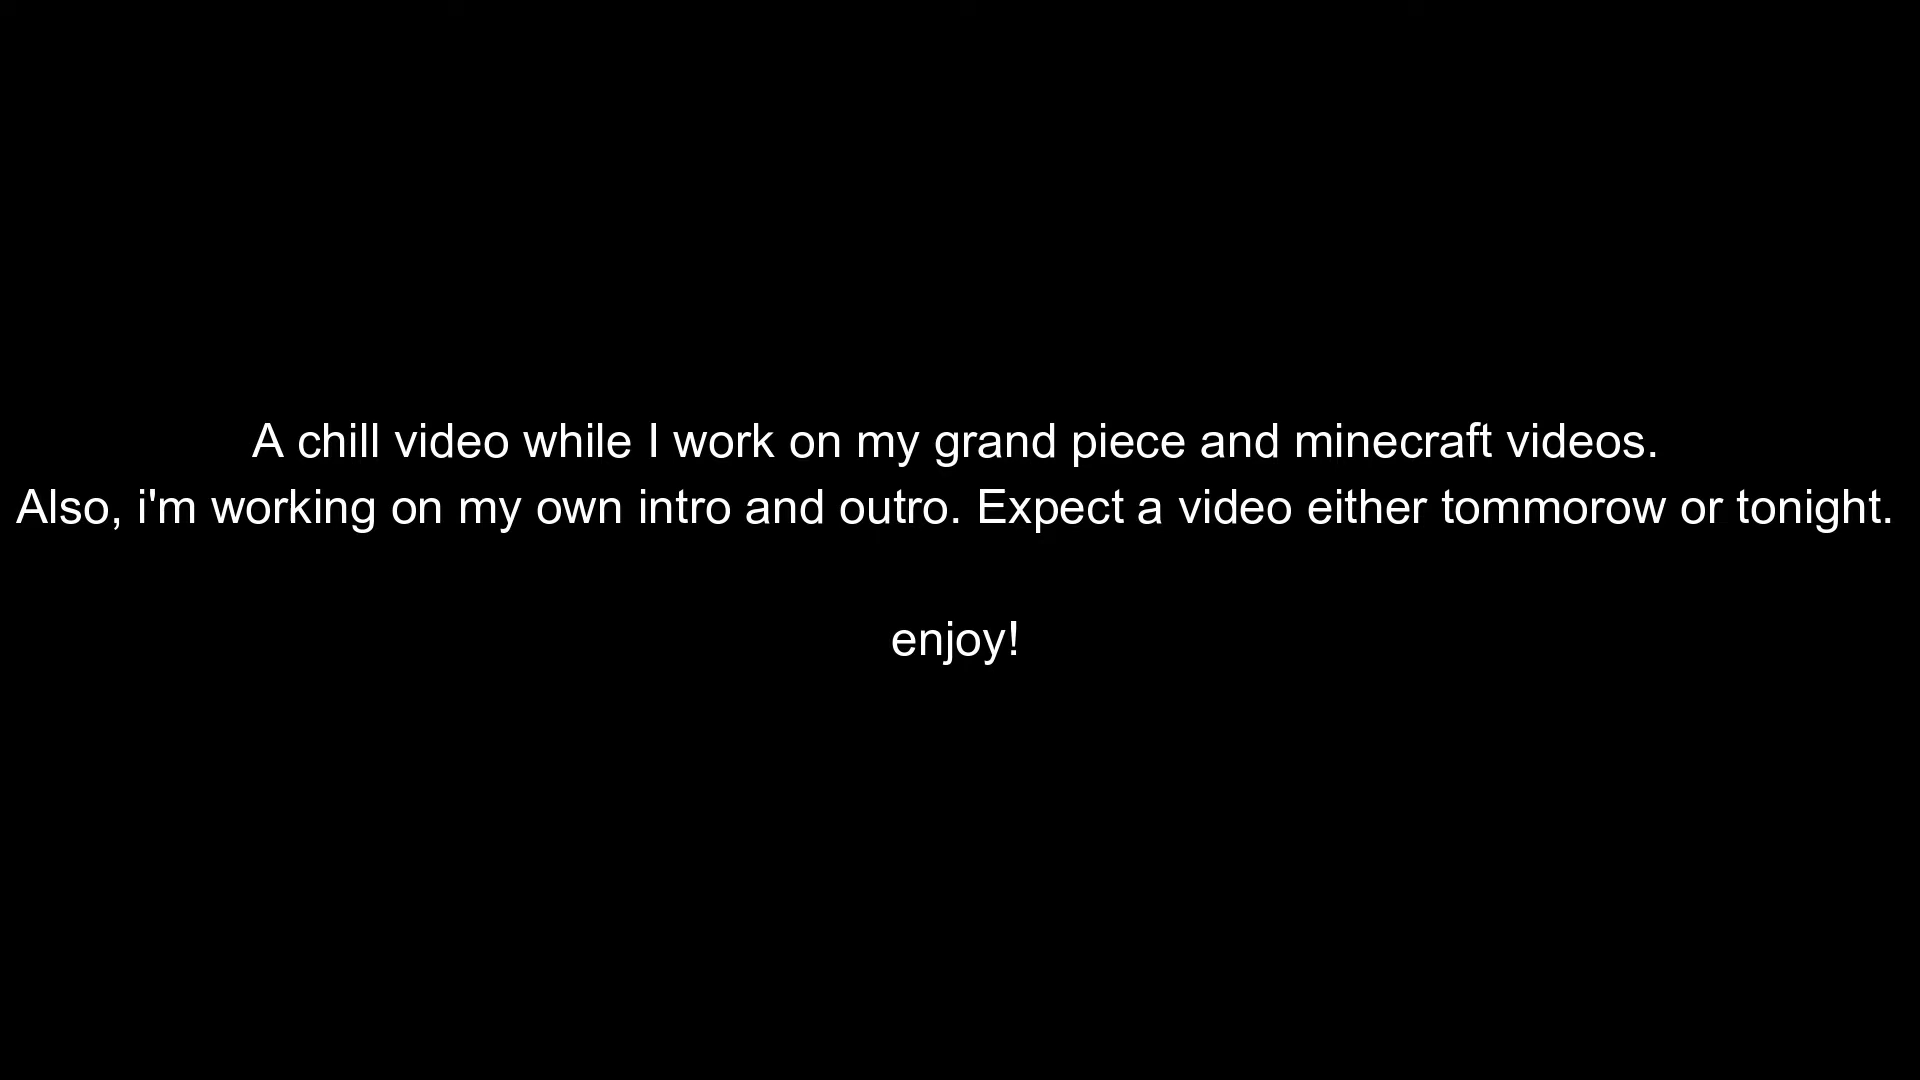 A chill video while I work on my grand piece and minecraft videos.
Also, i'm working on my own intro and outro. Expect a video either tommorow or tonight.
enjoy!